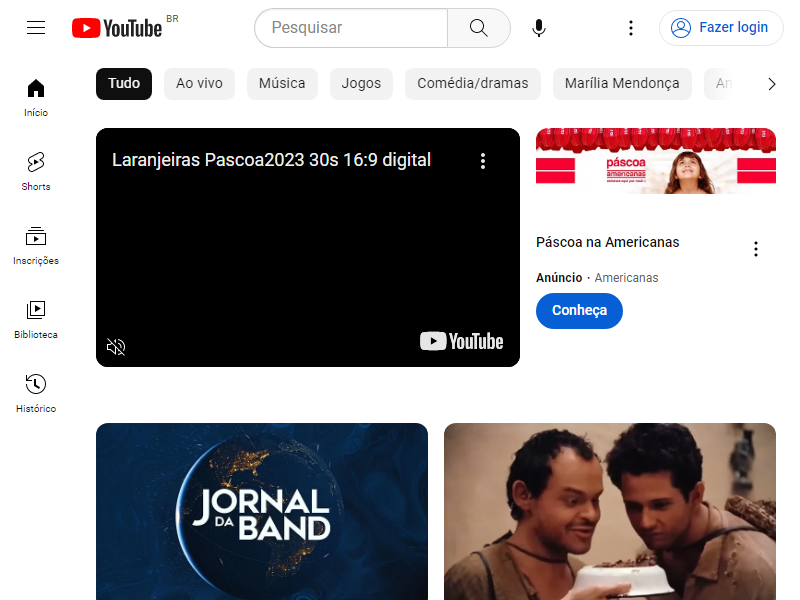 YouTube BR
Pesquisar
Fazer login
Tudo
Ao vivo
Música
Jogos
Comédia/dramas
Marília Mendonça
An
Início
Shorts
Inscrições
Biblioteca
Histórico
Laranjeiras Pascoa2023 30s 16:9 digital
YouTube
páscoa
americanas
Páscoa na Americanas
Anúncio · Americanas
Conheça
JORNAL
DA BAND